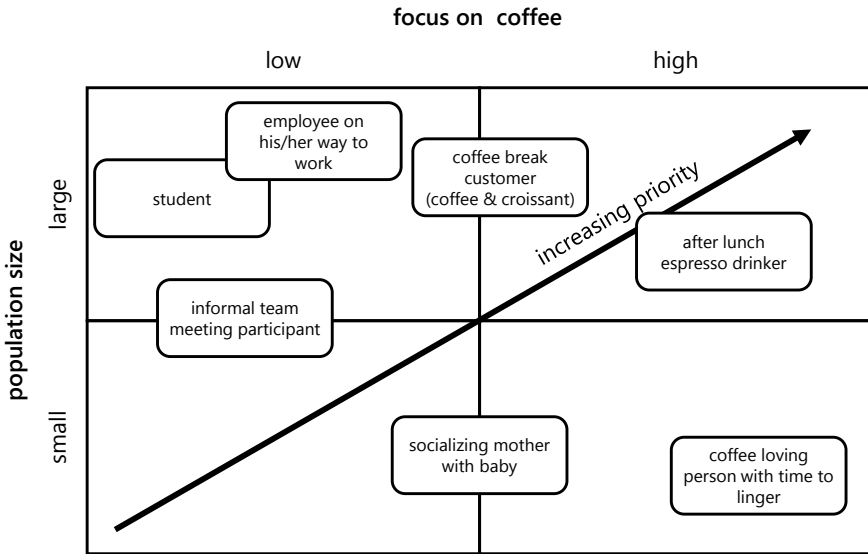 focus on coffee
low
high
population size
large
small
employee on
his/her way to
work
student
coffee break
customer
(coffee & croissant)
increasing priority
after lunch
espresso drinker
informal team
meeting participant
socializing mother
with baby
coffee loving
person with time to
linger